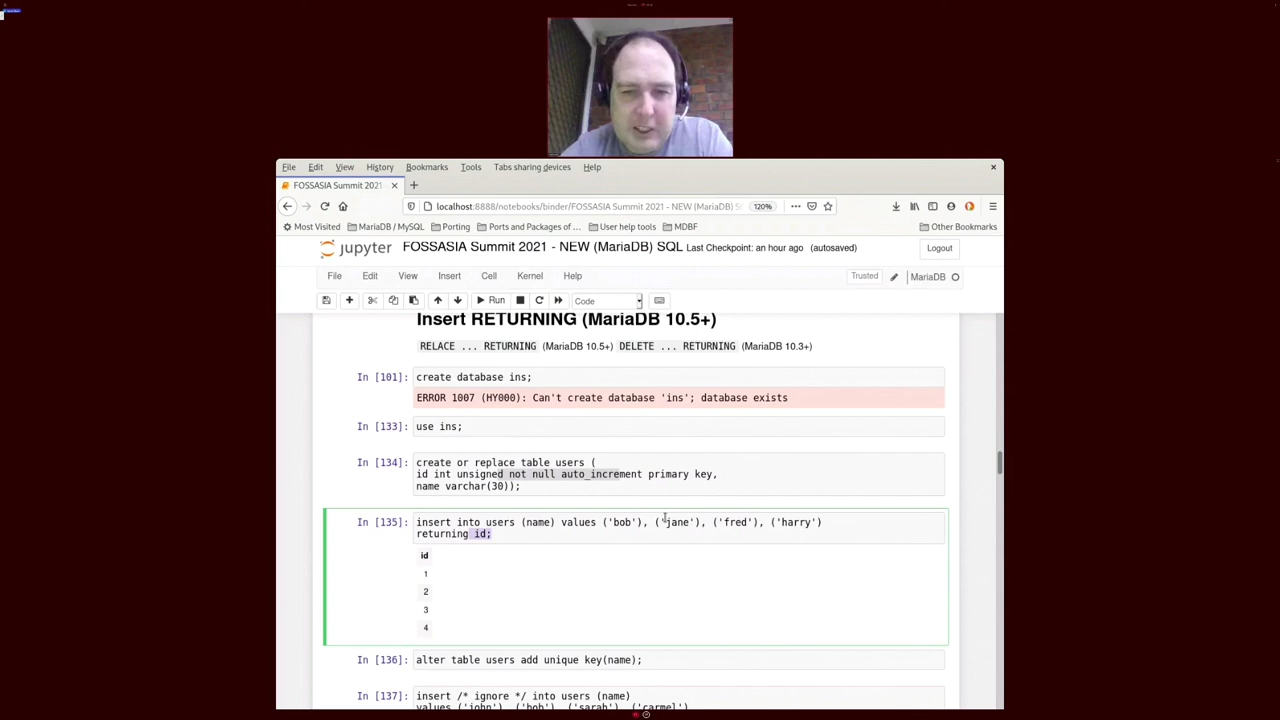 File Edit View History Bookmarks Tools Tabs sharing devices Help
FOSSASIA Summit 2021 -
localhost:8888/notebooks/binder/FOSSASIA Summit 2021 - NEW (MariaDB) S 120%
Most Visited MariaDB / MySQL Porting Ports and Packages of ... User help tools MDBF Other Bookmarks
jupyter FOSSASIA Summit 2021 - NEW (MariaDB) SQL Last Checkpoint: an hour ago (autosaved) Logout
File Edit View Insert Cell Kernel Help Trusted MariaDB
Run Code
Insert RETURNING (MariaDB 10.5+)
RELACE ... RETURNING (MariaDB 10.5+) DELETE ... RETURNING (MariaDB 10.3+)
In [101]: create database ins;
ERROR 1007 (HY000): Can't create database 'ins'; database exists
In [133]: use ins;
In [134]: create or replace table users (
id int unsigned not null auto_increment primary key,
name varchar(30));
In [135]: insert into users (name) values ('bob'), ('jane'), ('fred'), ('harry')
returning id;
id
1
2
3
4
In [136]: alter table users add unique key(name);
In [137]: insert /* ignore */ into users (name)
values ('john'), ('bob'), ('sarah'), ('carmel')